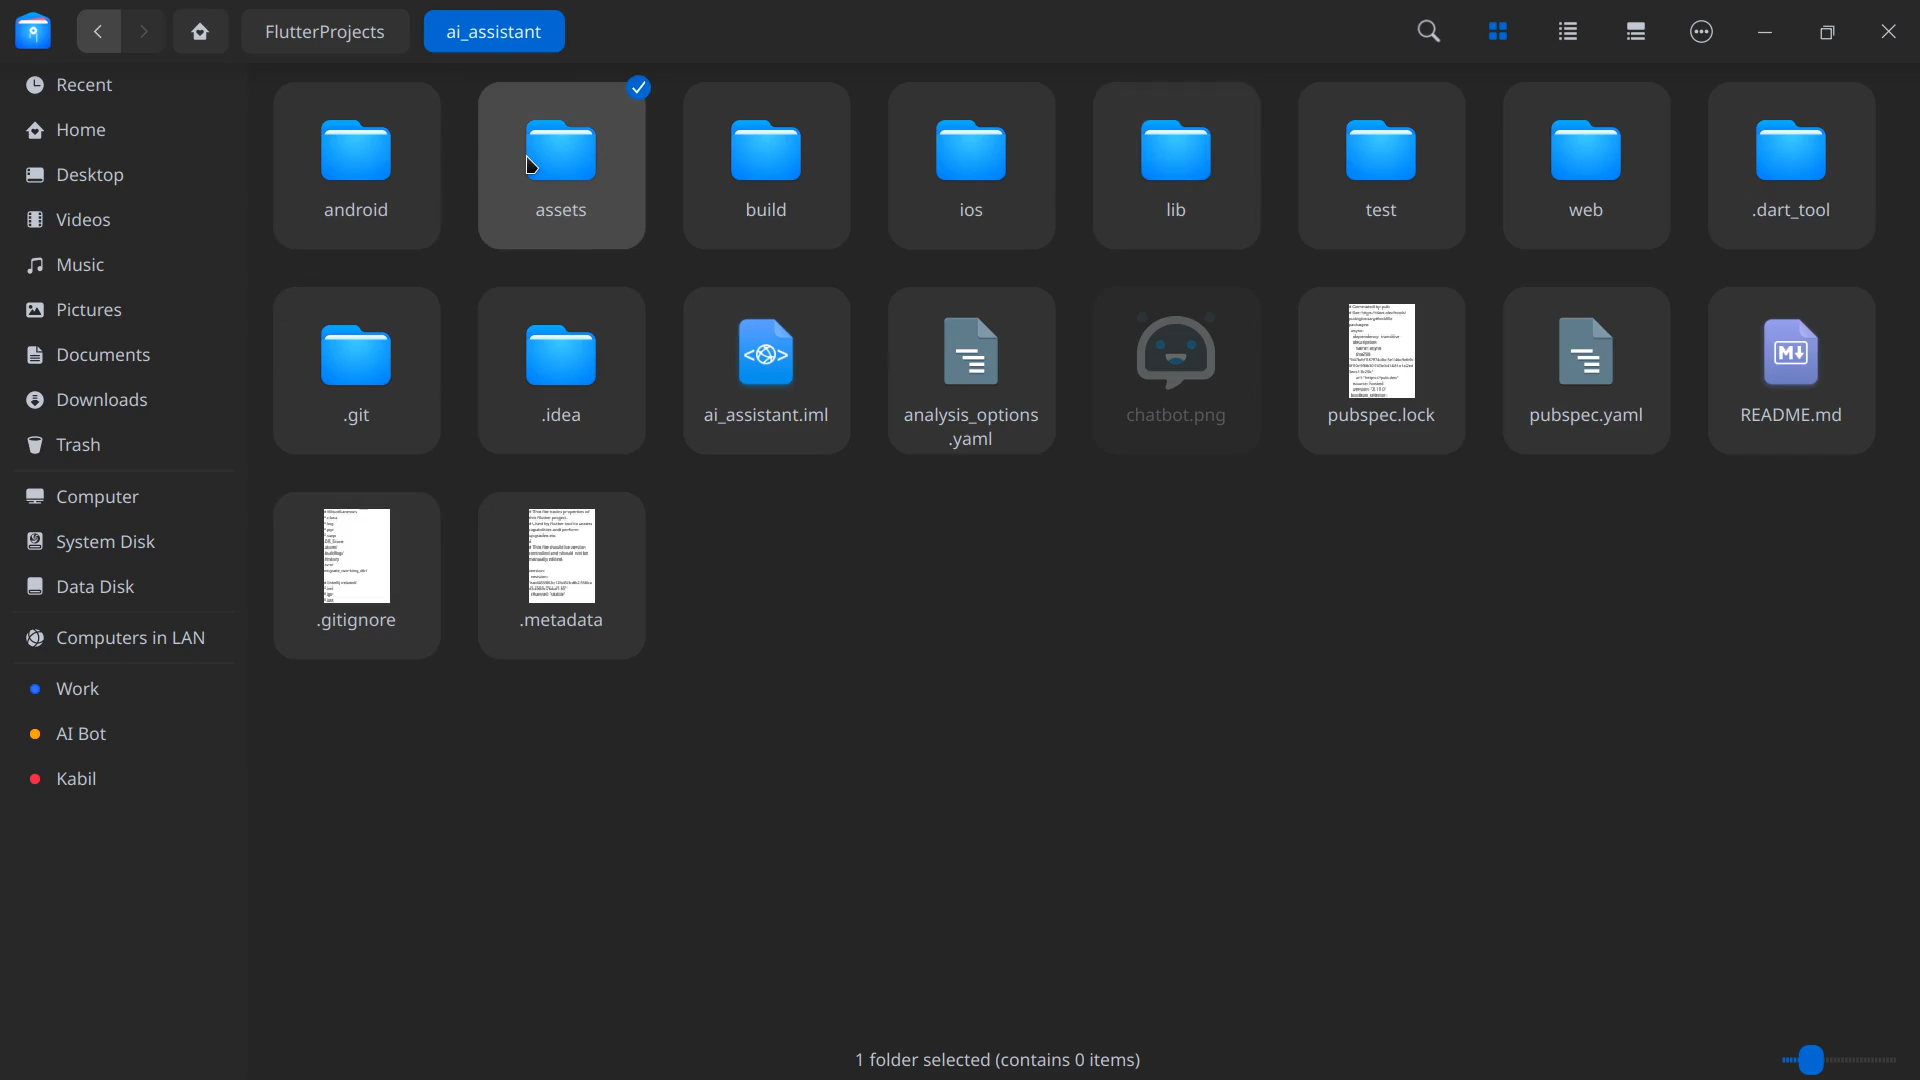 FlutterProjects
ai_assistant
Recent
Home
Desktop
Videos
Music
Pictures
Documents
Downloads
Trash
Computer
System Disk
Data Disk
Computers in LAN
Work
AI Bot
Kabil
android
assets
build
ios
lib
test
web
.dart_tool
.git
.idea
ai_assistant.iml
analysis_options
.yaml
chatbot.png
pubspec.lock
pubspec.yaml
README.md
.gitignore
.metadata
1 folder selected (contains 0 items)